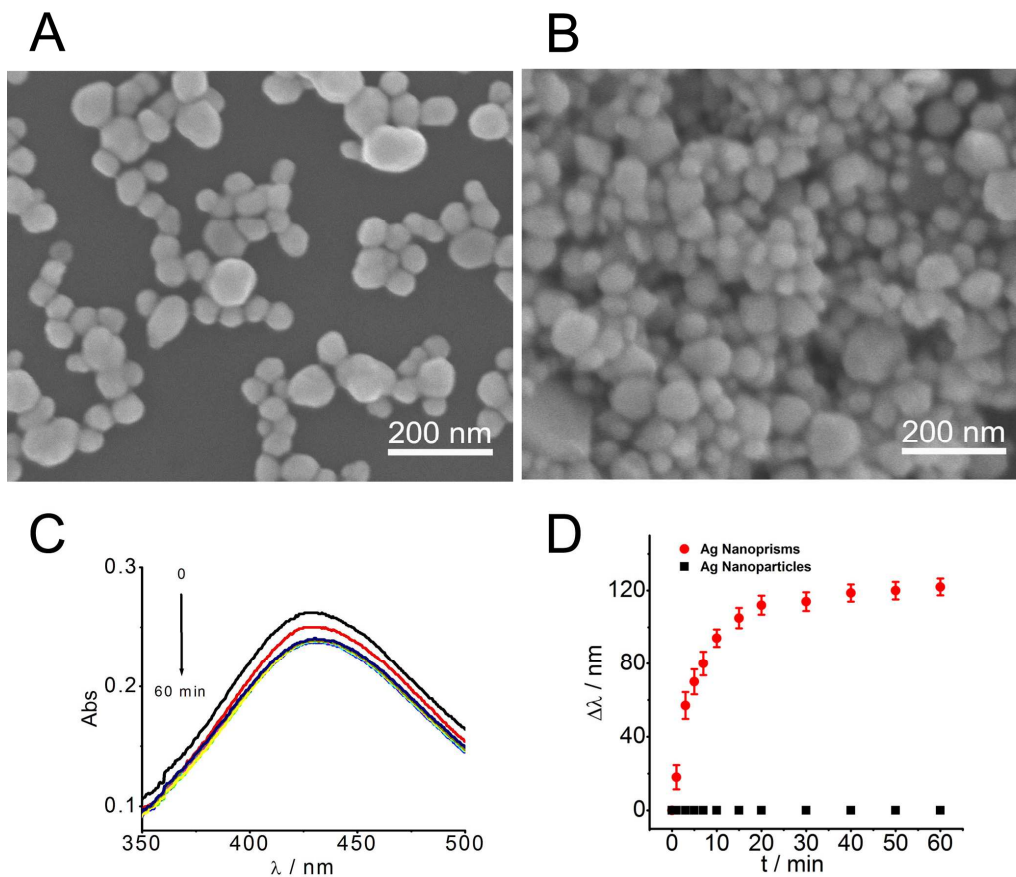 A
B
200 nm
200 nm
C
0.3
0.2
0.1
Abs
0
60 min
350
400
450
500
λ / nm
D
Ag Nanoprisms
Ag Nanoparticles
120
80
40
0
Δλ / nm
0
10
20
30
40
50
60
t / min